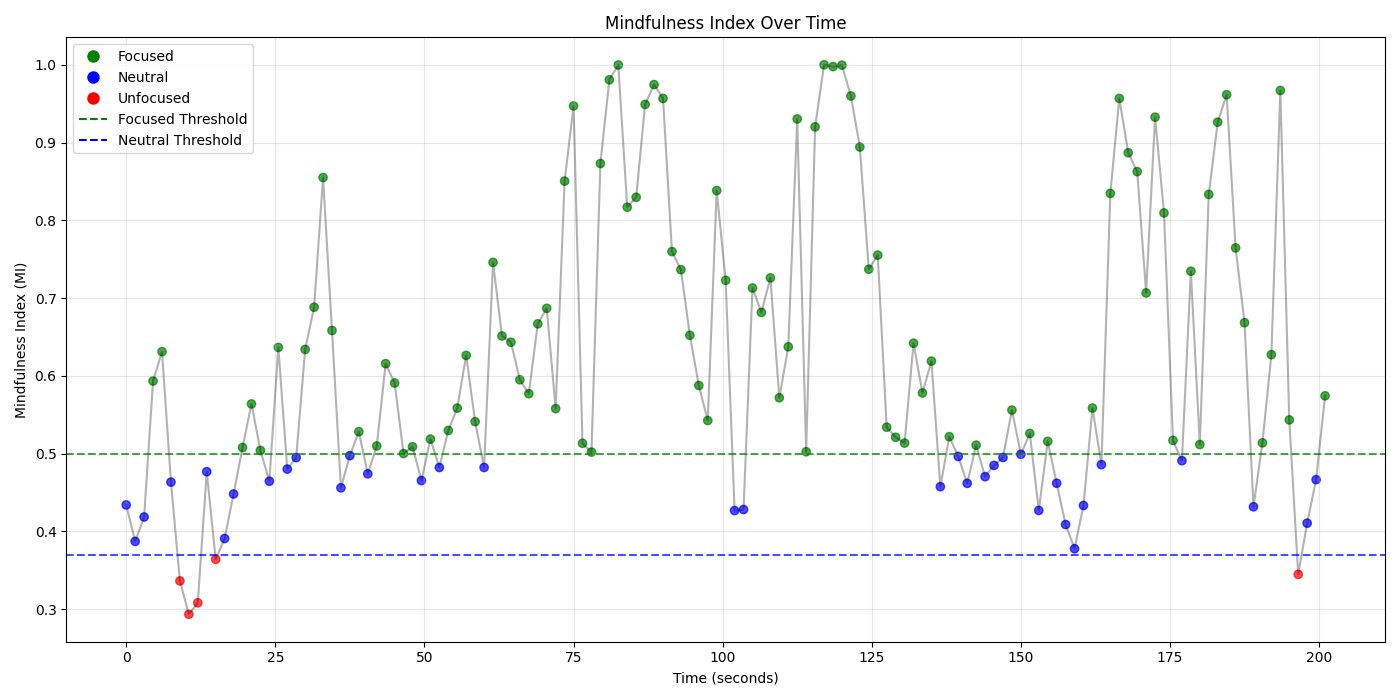 Mindfulness Index Over Time
Focused
Neutral
Unfocused
Focused Threshold
Neutral Threshold
Mindfulness Index (MI)
1.0
0.9
0.8
0.7
0.6
0.5
0.4
0.3
0 25 50 75 100 125 150 175 200
Time (seconds)